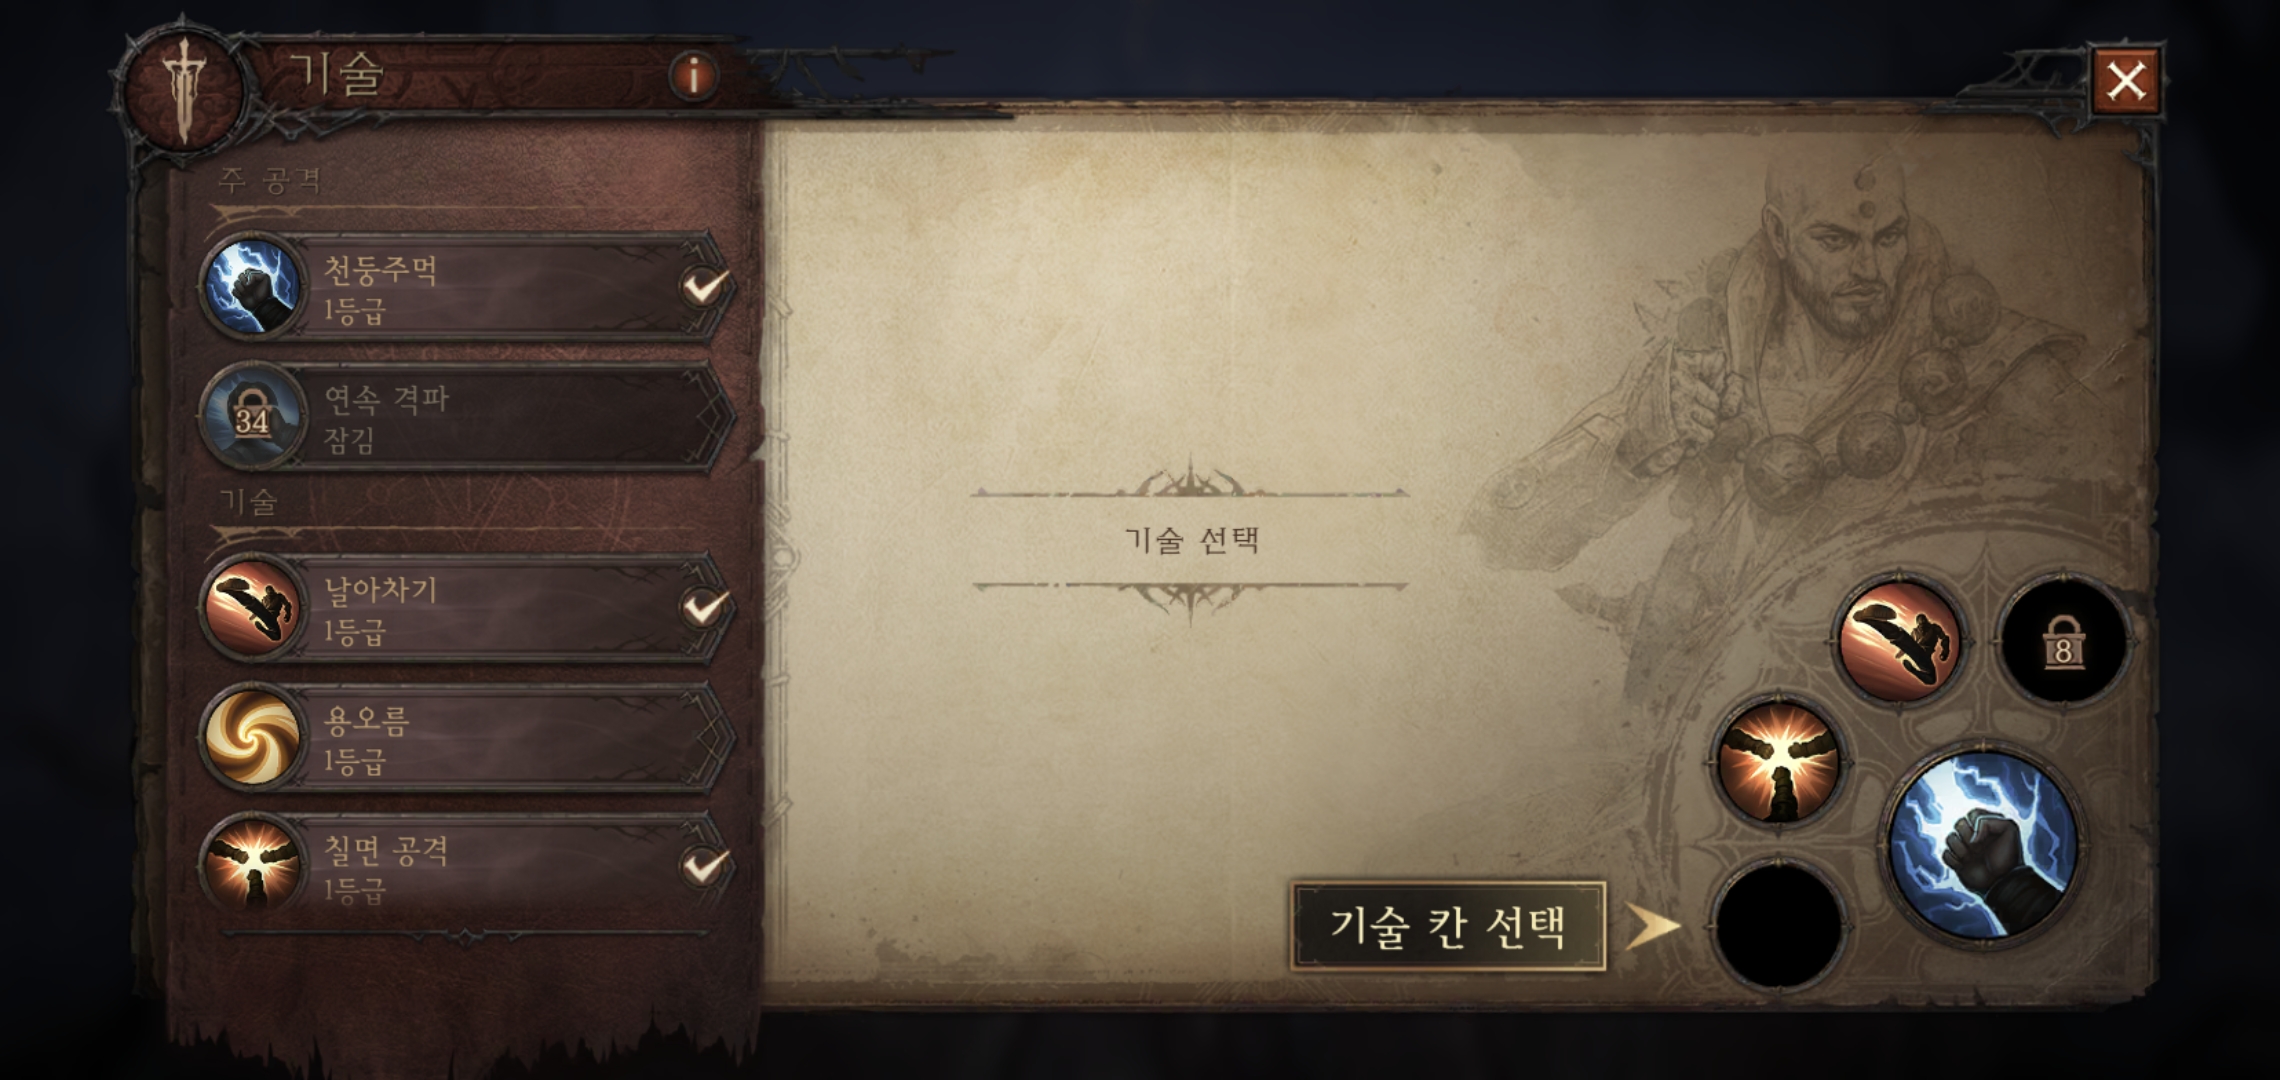 기술
i
주 공격
천둥주먹
1등급
연속 격파
34
잠김
기술
날아차기
1등급
용오름
1등급
칠면 공격
1등급
기술 선택
8
기술 칸 선택